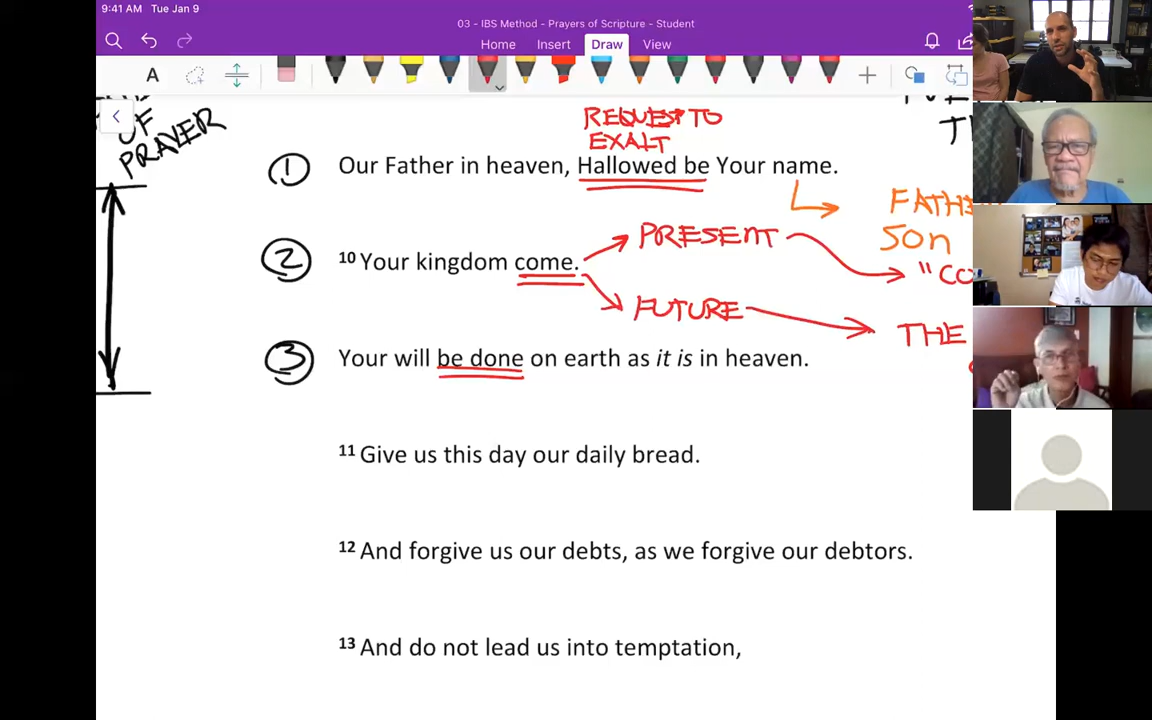 9:41 AM Tue Jan 9
03 - IBS Method - Prayers of Scripture - Student
Home Insert Draw View
A
OF
PRAYER
REQUEST TO
EXALT
1 Our Father in heaven, Hallowed be Your name.
FATHE
SON
PRESENT
2 10 Your kingdom come.
"CO
FUTURE
THE
3 Your will be done on earth as it is in heaven.
11 Give us this day our daily bread.
12 And forgive us our debts, as we forgive our debtors.
13 And do not lead us into temptation,